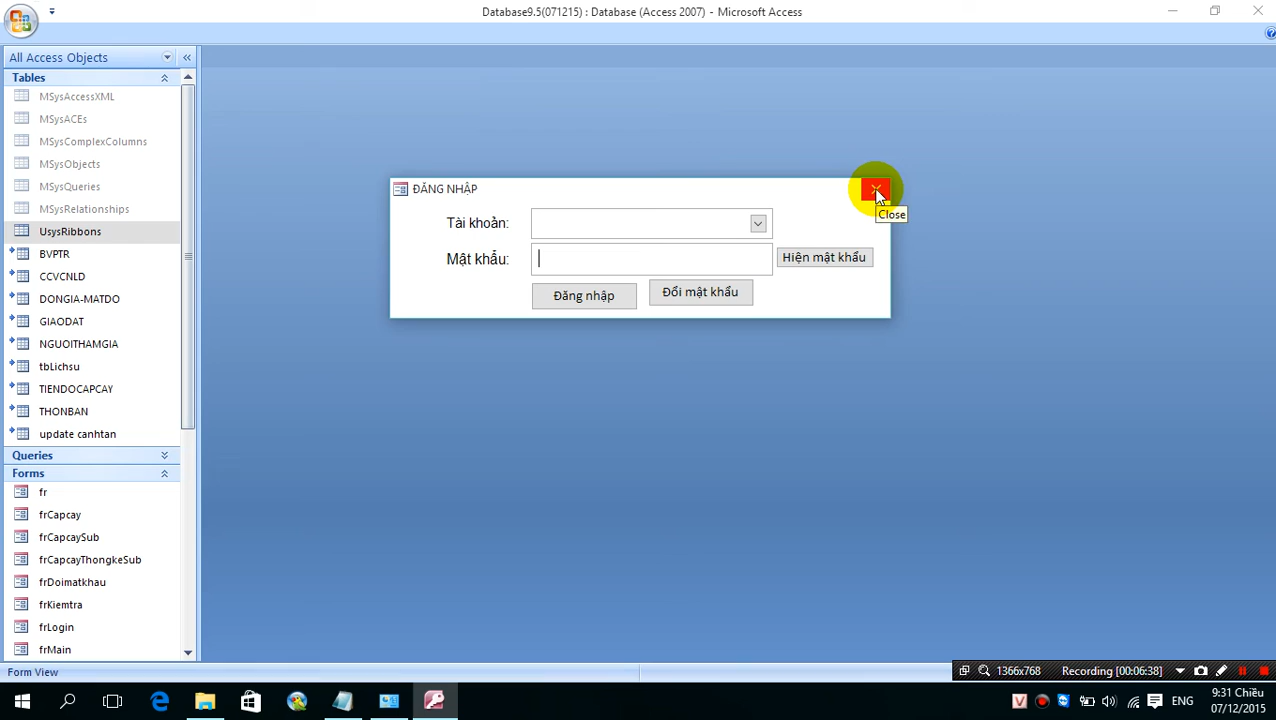 Database9.5(071215) : Database (Access 2007) - Microsoft Access
All Access Objects
Tables
MSysAccessXML
MSysACEs
MSysComplexColumns
MSysObjects
MSysQueries
MSysRelationships
UsysRibbons
BVPTR
CCVCNLD
DONGIA-MATDO
GIAODAT
NGUOITHAMGIA
tbLichsu
TIENDOCAPCAY
THONBAN
update canhtan
Queries
Forms
fr
frCapcay
frCapcaySub
frCapcayThongkeSub
frDoimatkhau
frKiemtra
frLogin
frMain
ĐĂNG NHẬP
Close
Tài khoản:
Mật khẩu:
Hiện mật khẩu
Đăng nhập
Đổi mật khẩu
Form View
1366x768
Recording [00:06:38]
ENG
9:31 Chiều
07/12/2015